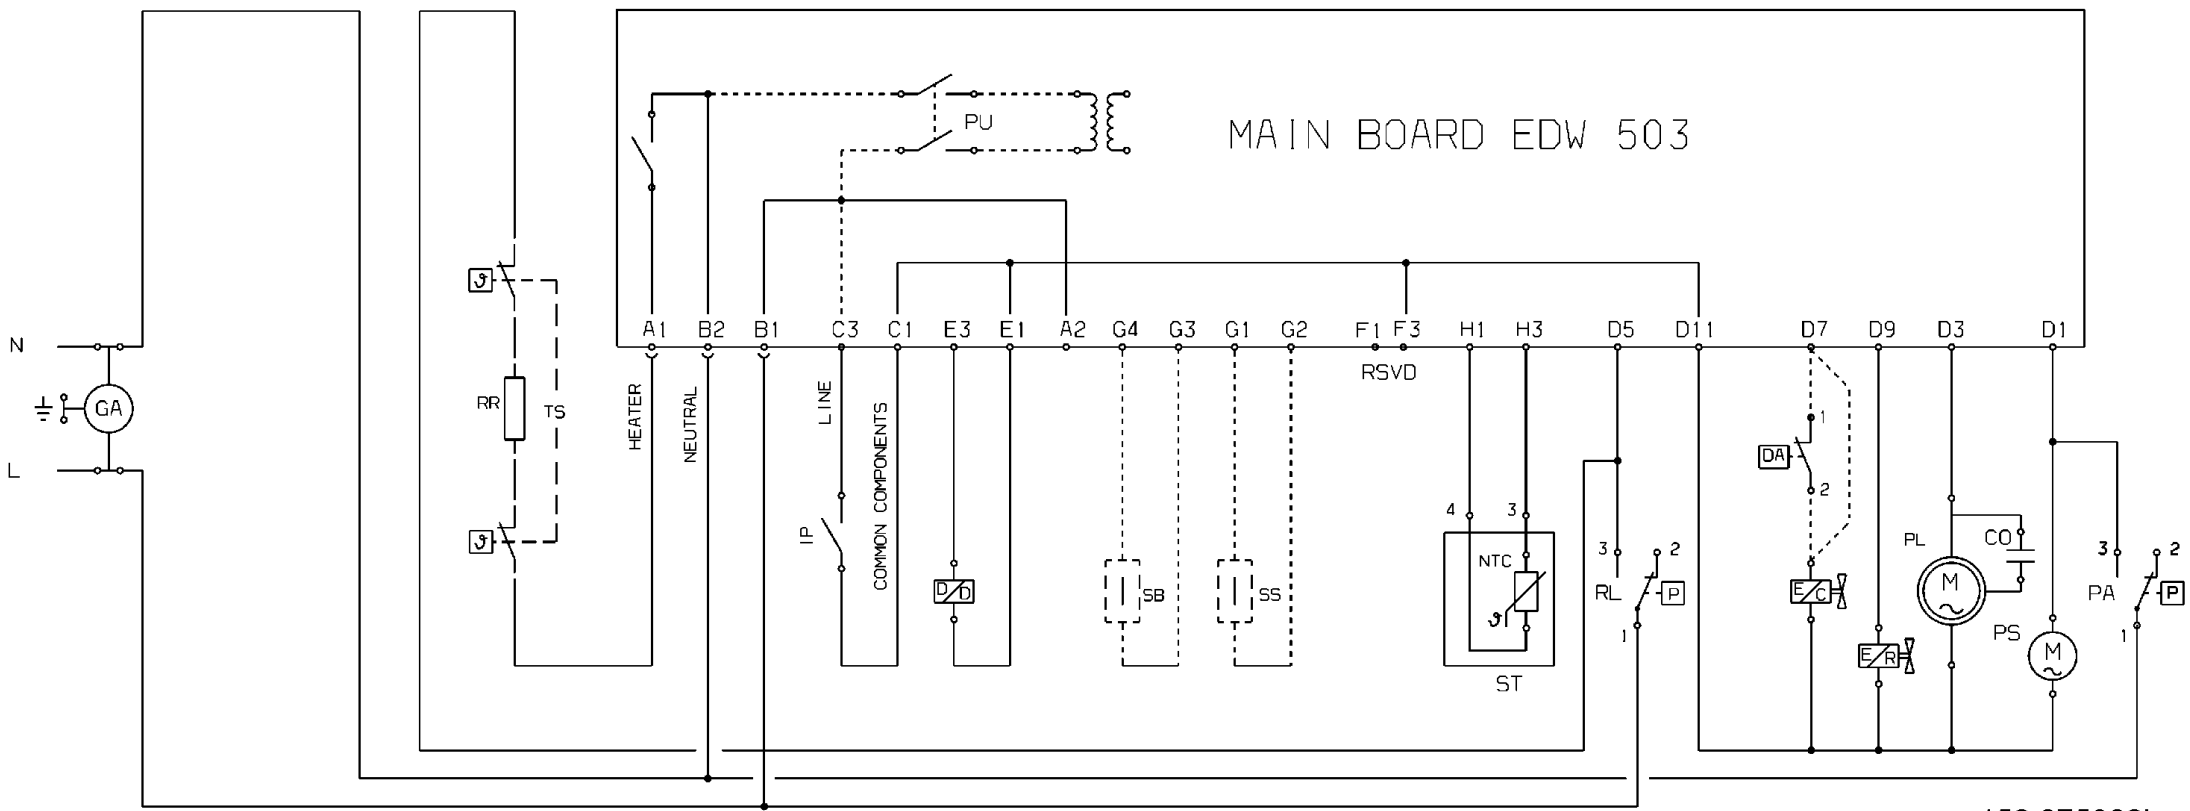 PU
MAIN BOARD EDW 503
A1 B2 B1 C3 C1 E3 E1 A2 G4 G3 G1 G2 F1 F3 H1 H3 D5 D11 D7 D9 D3 D1
RSVD
N
L
GA
ϑ
RR
TS
ϑ
HEATER
NEUTRAL
LINE
COMMON COMPONENTS
IP
D/D
SB
SS
4 3
NTC
ϑ
ST
3 2
RL
P
1
1
DA
2
E/C
E/R
PL
CO
M
PS
M
3 2
PA
P
1